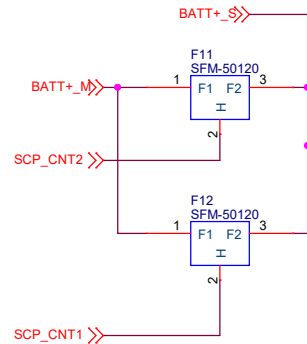 BATT+_S
F11
SFM-50120
BATT+_M
1
F1
F2
3
H
2
SCP_CNT2
F12
SFM-50120
1
F1
F2
3
H
2
SCP_CNT1